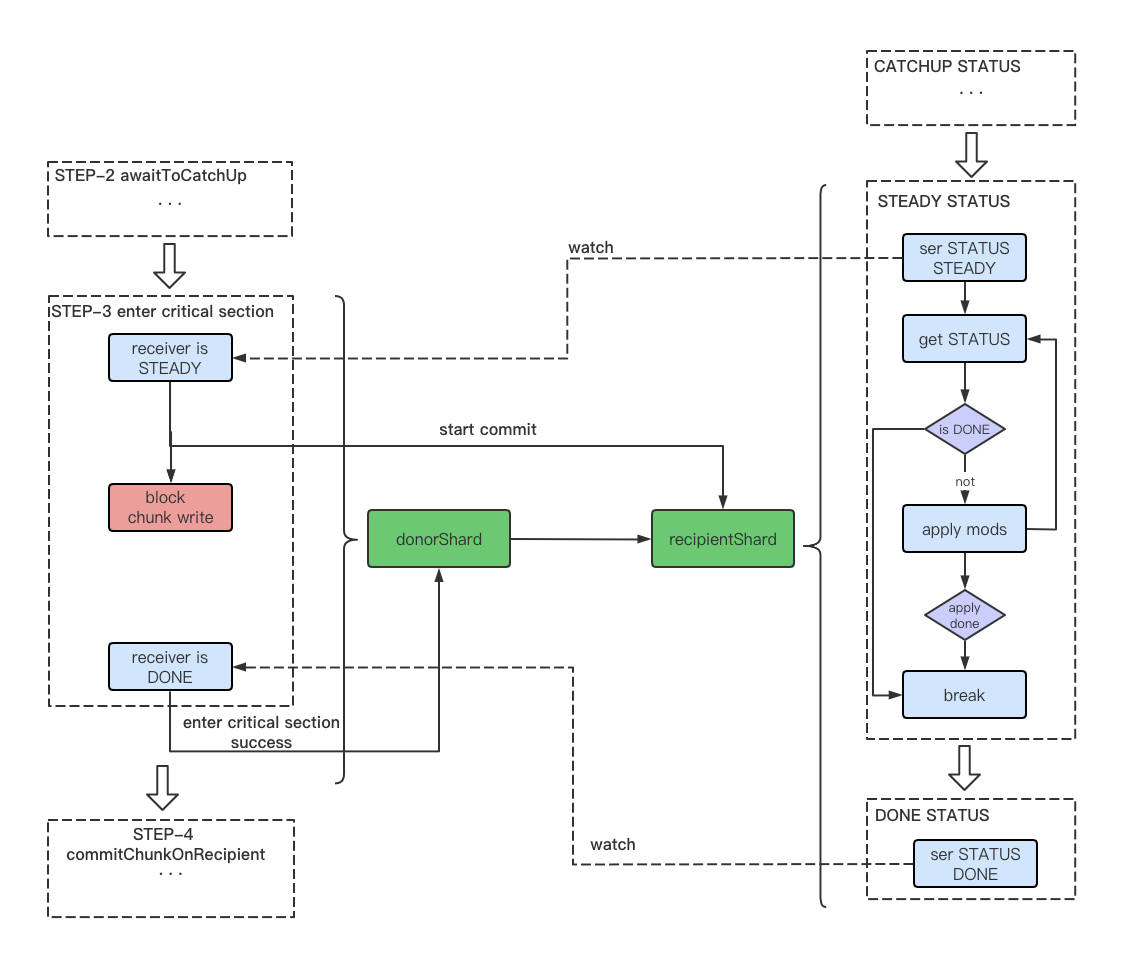 CATCHUP STATUS
...
STEP-2 awaitToCatchUp
...
STEADY STATUS
watch
ser STATUS
STEADY
STEP-3 enter critical section
receiver is
STEADY
get STATUS
start commit
is DONE
not
block
chunk write
donorShard
recipientShard
apply mods
apply
done
receiver is
DONE
break
enter critical section
success
DONE STATUS
STEP-4
commitChunkOnRecipient
...
watch
ser STATUS
DONE